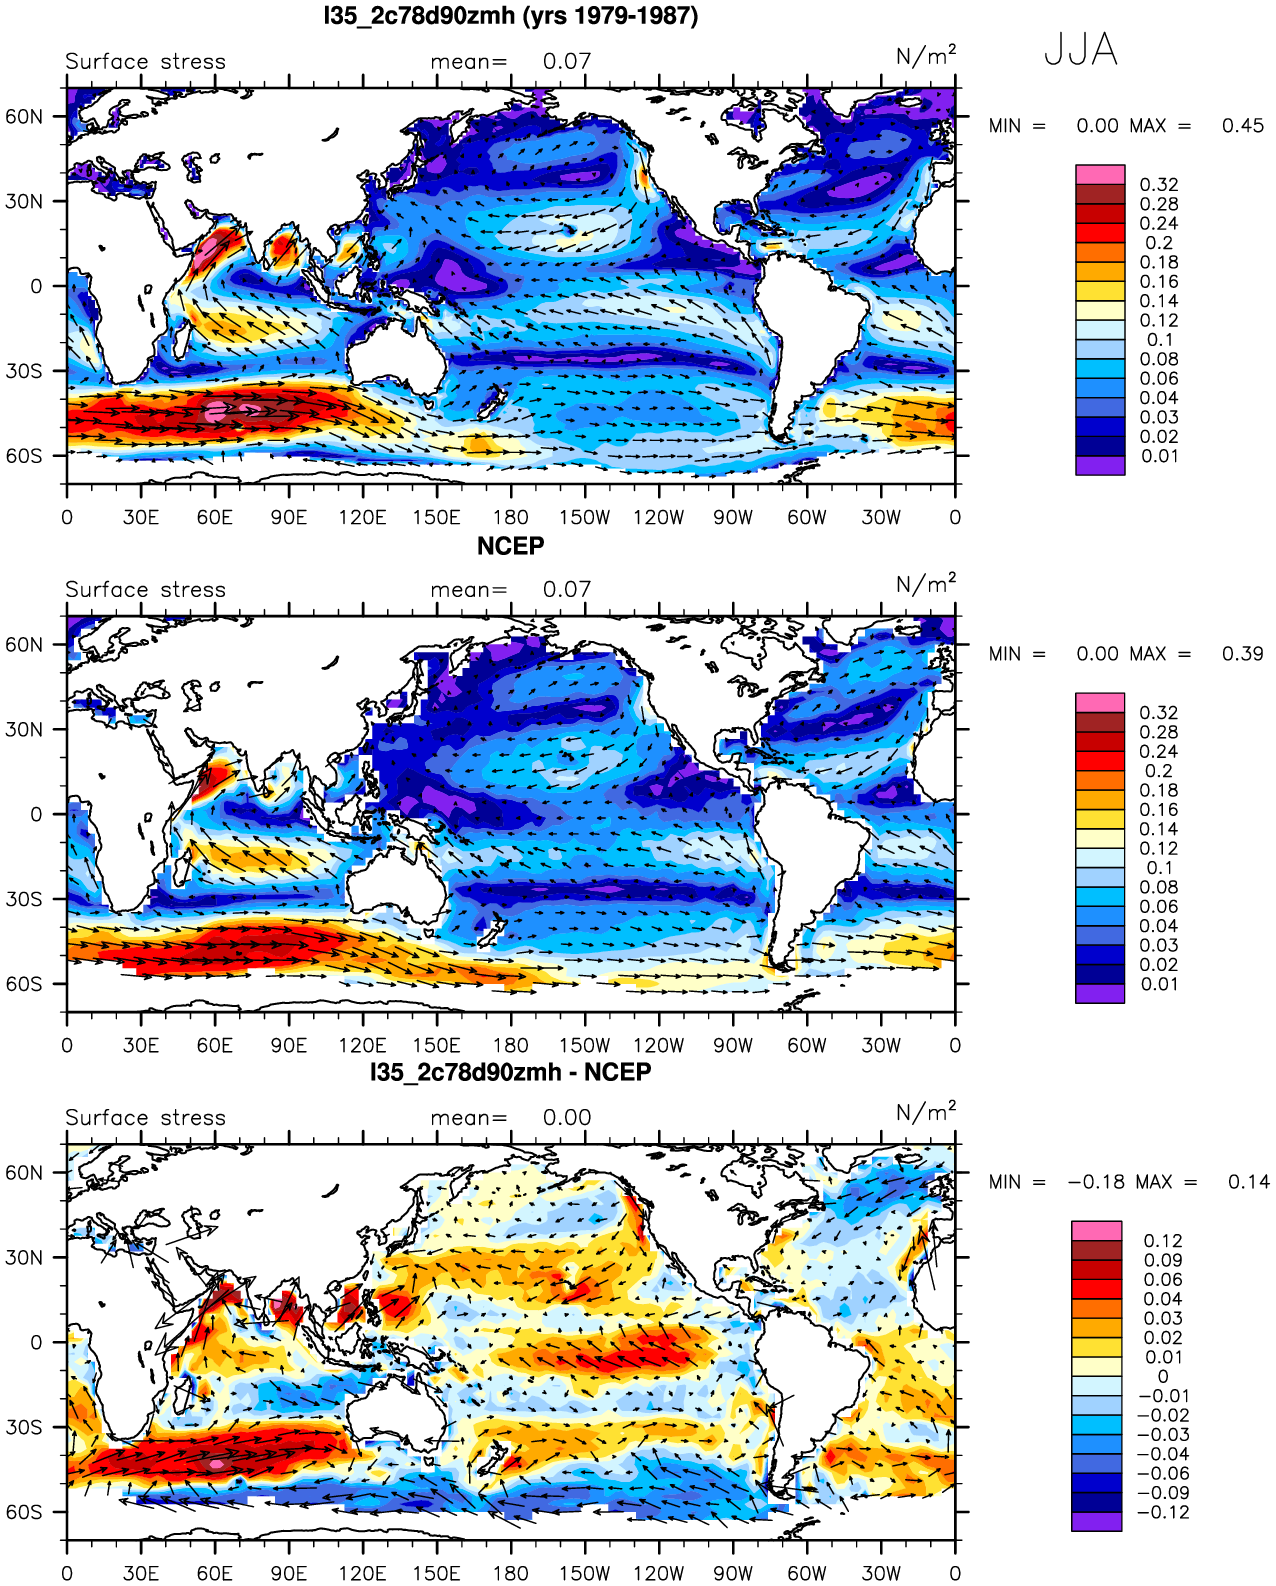 l35_2c78d90zmh (yrs 1979-1987)
JJA
Surface stress mean= 0.07 N/m²
MIN = 0.00 MAX = 0.45
60N
30N
0
30S
60S
0 30E 60E 90E 120E 150E 180 150W 120W 90W 60W 30W 0
0.32
0.28
0.24
0.2
0.18
0.16
0.14
0.12
0.1
0.08
0.06
0.04
0.03
0.02
0.01
NCEP
Surface stress mean= 0.07 N/m²
MIN = 0.00 MAX = 0.39
60N
30N
0
30S
60S
0 30E 60E 90E 120E 150E 180 150W 120W 90W 60W 30W 0
0.32
0.28
0.24
0.2
0.18
0.16
0.14
0.12
0.1
0.08
0.06
0.04
0.03
0.02
0.01
l35_2c78d90zmh - NCEP
Surface stress mean= 0.00 N/m²
MIN = −0.18 MAX = 0.14
60N
30N
0
30S
60S
0 30E 60E 90E 120E 150E 180 150W 120W 90W 60W 30W 0
0.12
0.09
0.06
0.04
0.03
0.02
0.01
0
−0.01
−0.02
−0.03
−0.04
−0.06
−0.09
−0.12